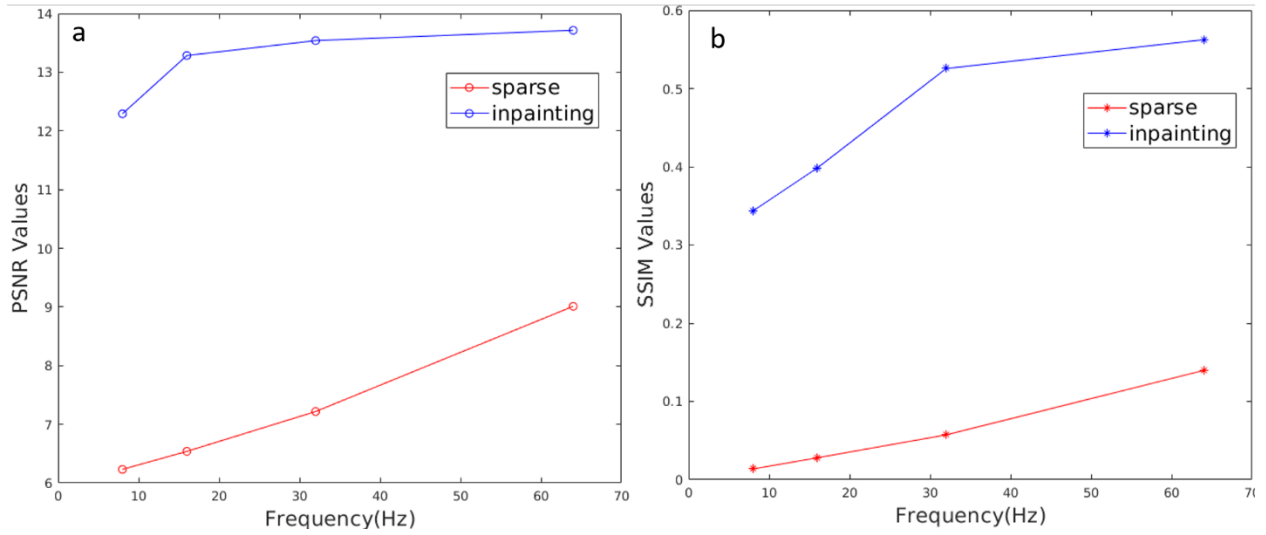 a
14
13
12
11
10
9
8
7
6
PSNR Values
sparse
inpainting
0 10 20 30 40 50 60 70
Frequency(Hz)
b
0.6
0.5
0.4
0.3
0.2
0.1
0
SSIM Values
sparse
inpainting
0 10 20 30 40 50 60 70
Frequency(Hz)